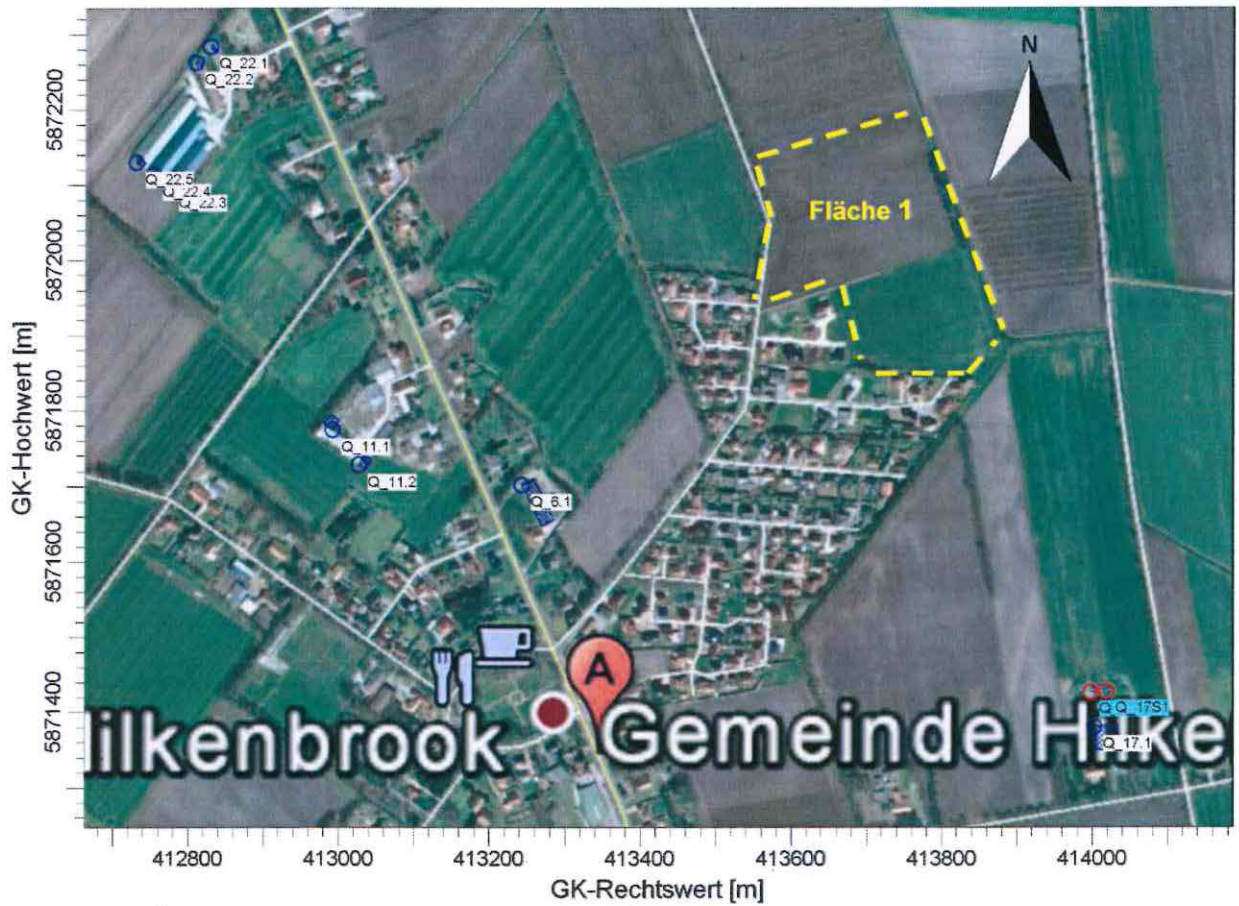 Q_22.1
Q_22.2
N
Q_22.5
Q_22.4
Q_22.3
Fläche 1
Q_11.1
Q_11.2
Q_6.1
A
Q Q_17S1
Q_17.1
ilkenbrook
Gemeinde H
GK-Hochwert [m]
5872200
5872000
5871800
5871600
5871400
412800 413000 413200 413400 413600 413800 414000
GK-Rechtswert [m]